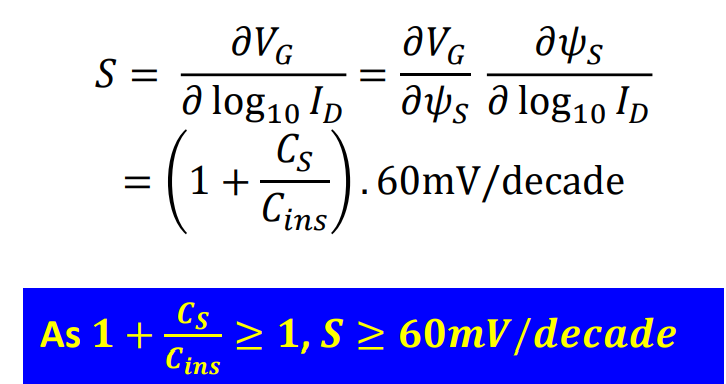 S = ∂V_G / ∂ log₁₀ I_D = ∂V_G / ∂ψ_S ∂ψ_S / ∂ log₁₀ I_D
= (1 + C_S / C_ins) . 60mV/decade
As 1 + C_S / C_ins ≥ 1, S ≥ 60mV/decade